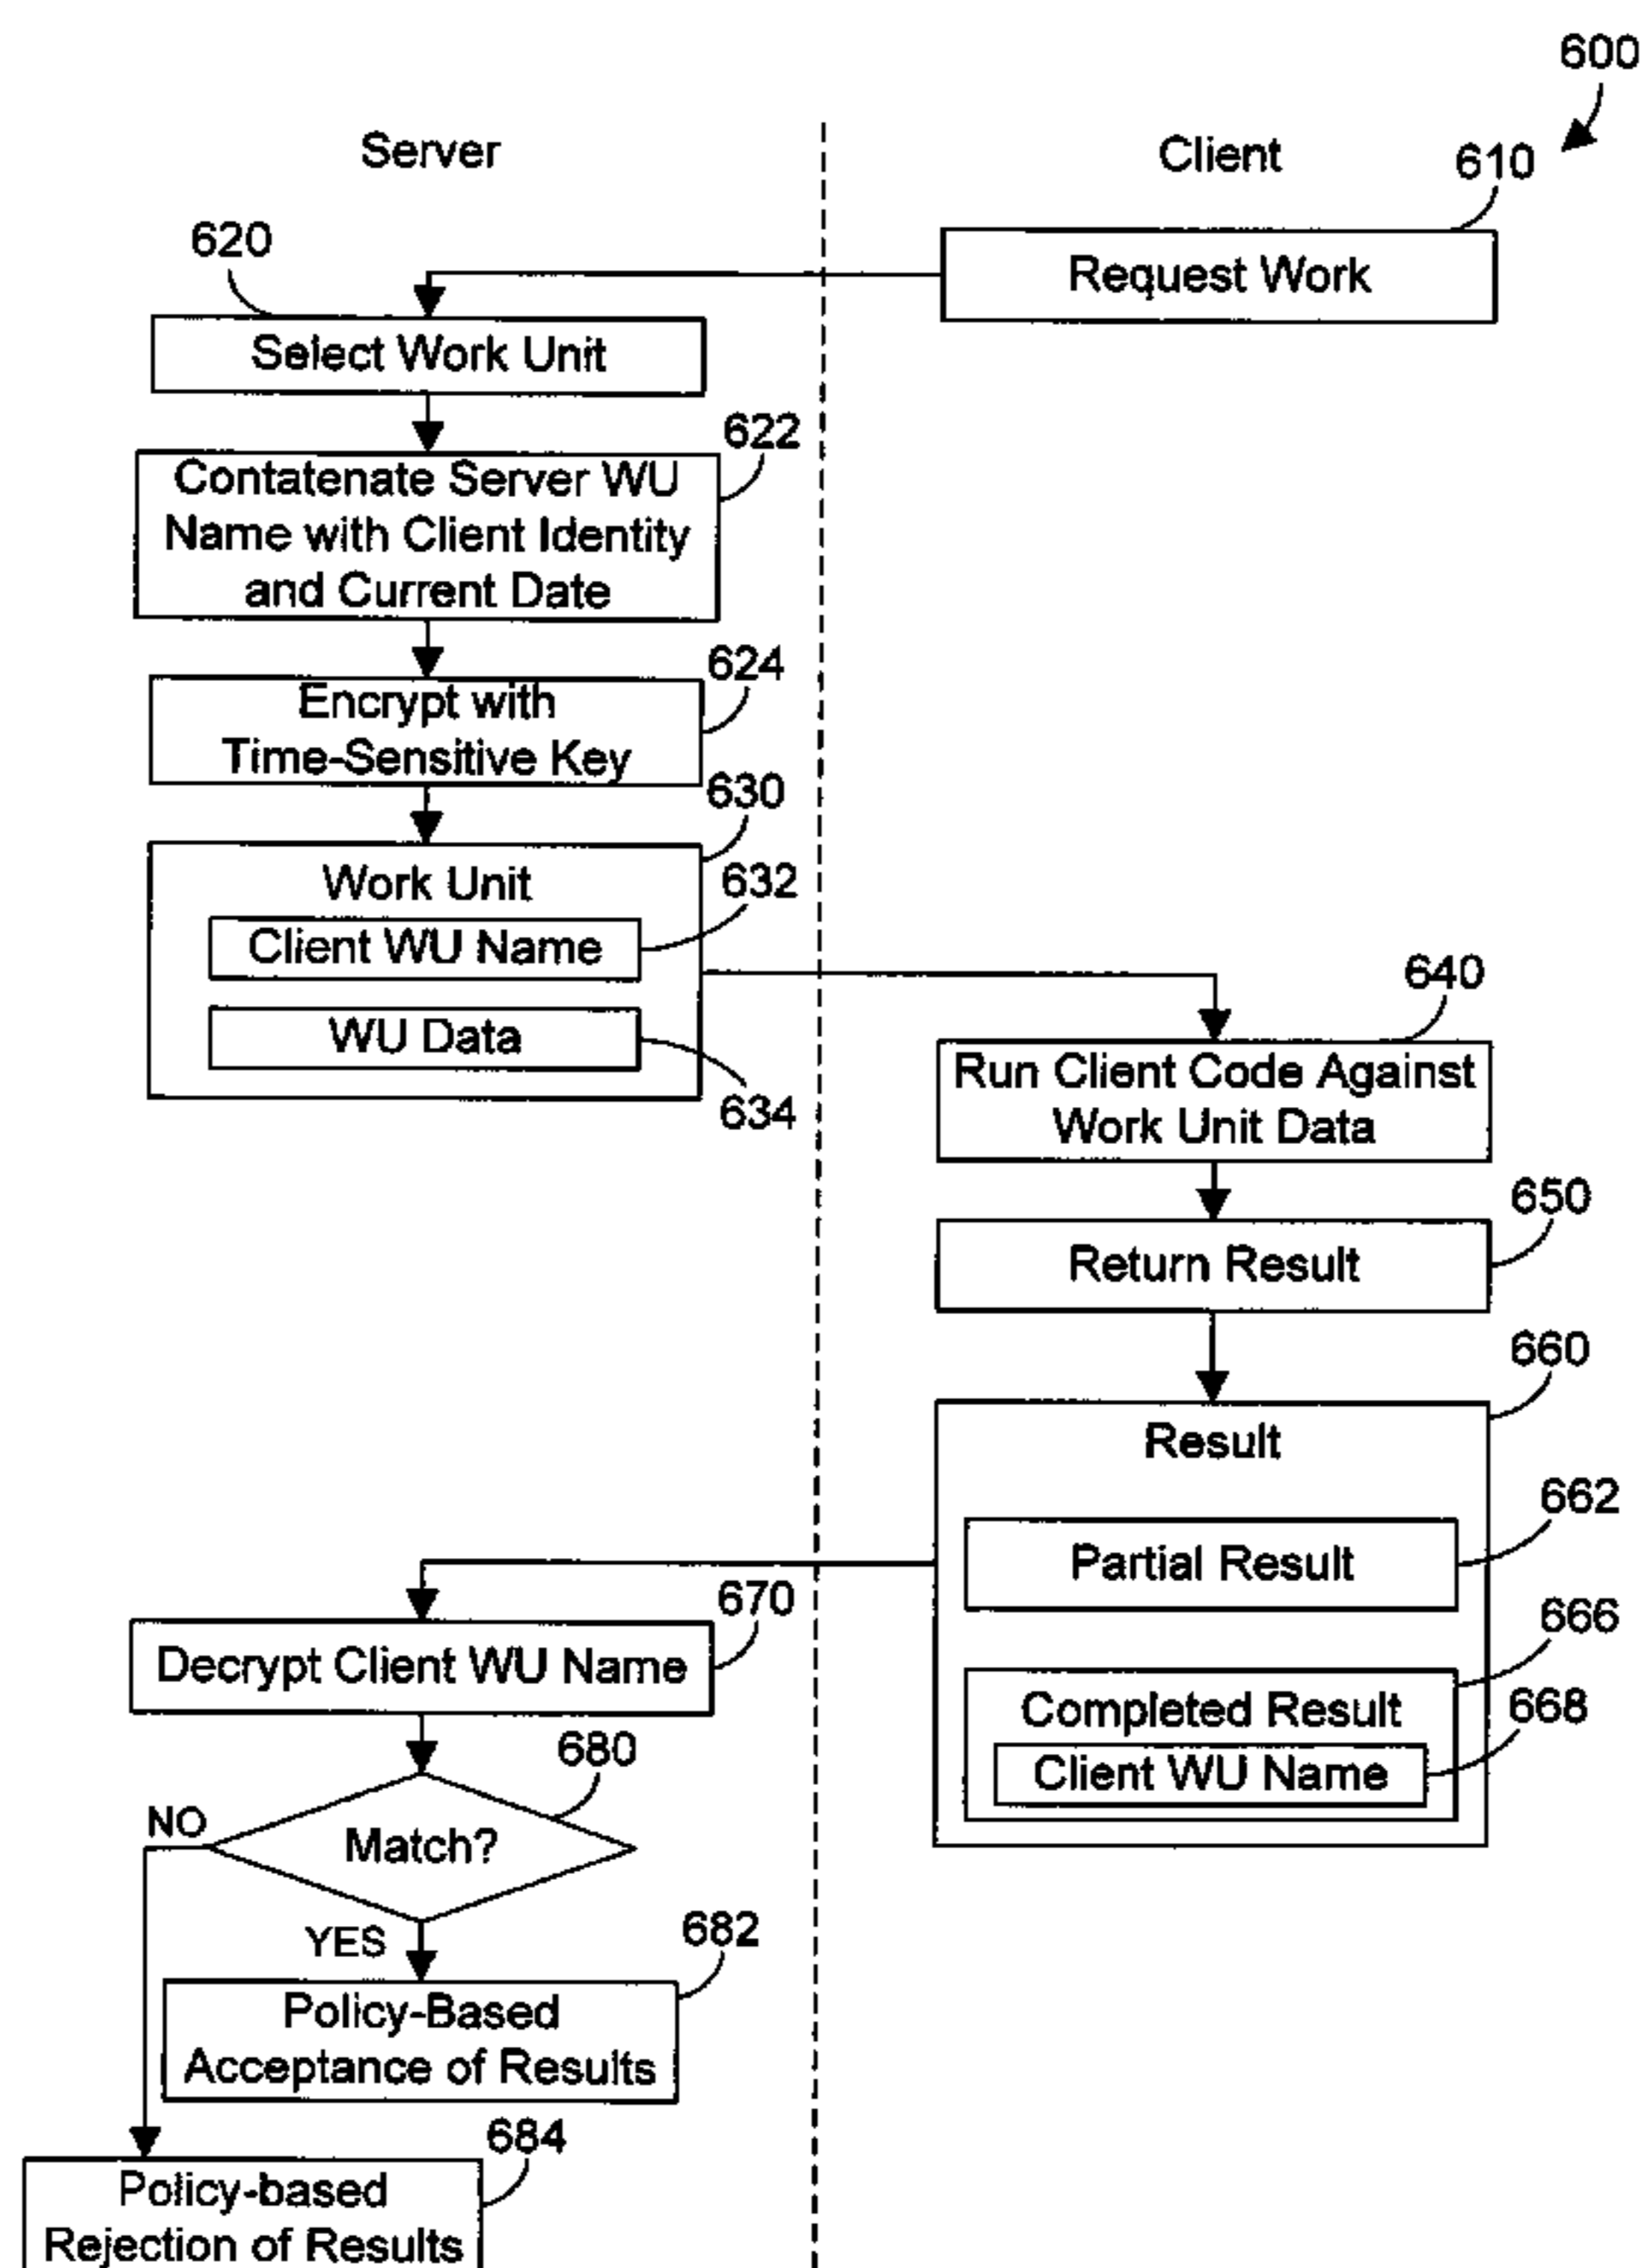 600
Server
Client
610
Request Work
620
Select Work Unit
622
Contatenate Server WU
Name with Client Identity
and Current Date
624
Encrypt with
Time-Sensitive Key
630
Work Unit
632
Client WU Name
WU Data
634
640
Run Client Code Against
Work Unit Data
650
Return Result
660
Result
662
Partial Result
666
Completed Result
668
Client WU Name
670
Decrypt Client WU Name
680
Match?
NO
YES
682
Policy-Based
Acceptance of Results
684
Policy-based
Rejection of Results